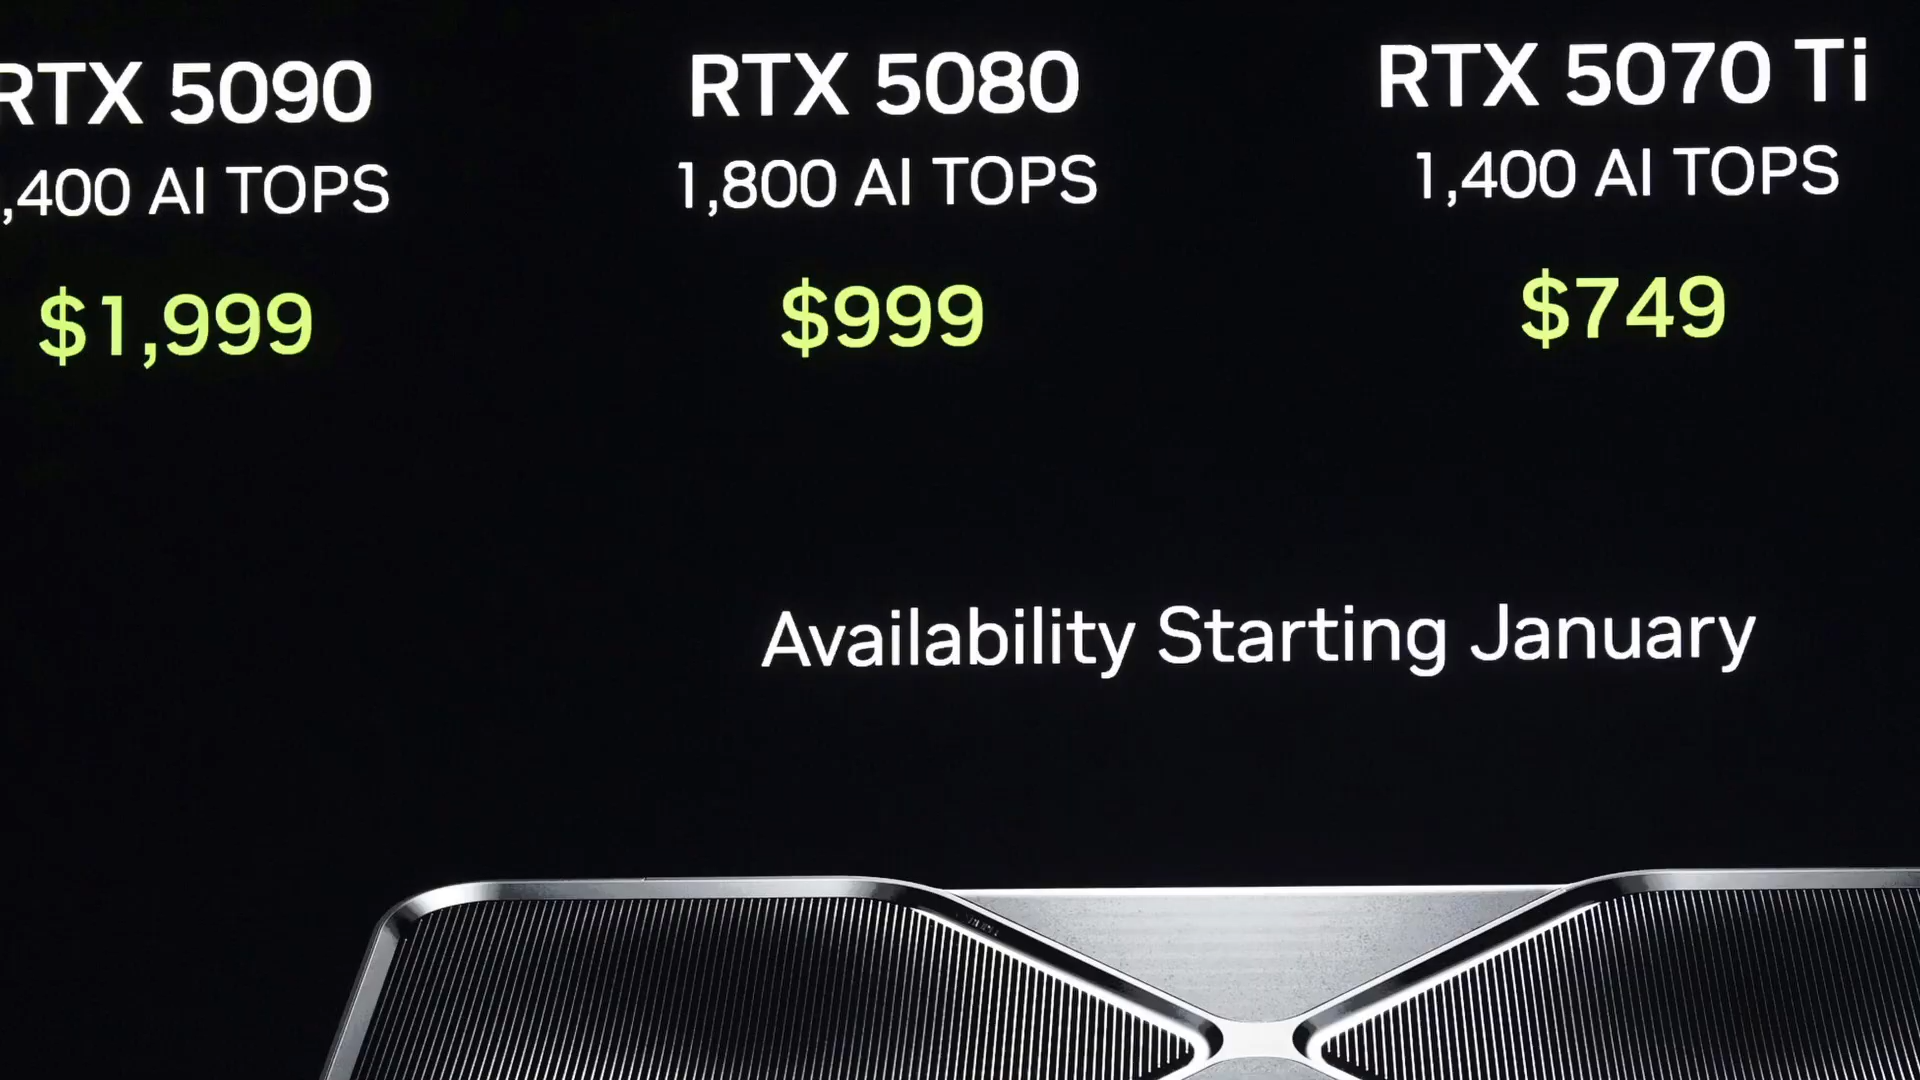 RTX 5090
,400 AI TOPS
$1,999
RTX 5080
1,800 AI TOPS
$999
RTX 5070 Ti
1,400 AI TOPS
$749
Availability Starting January